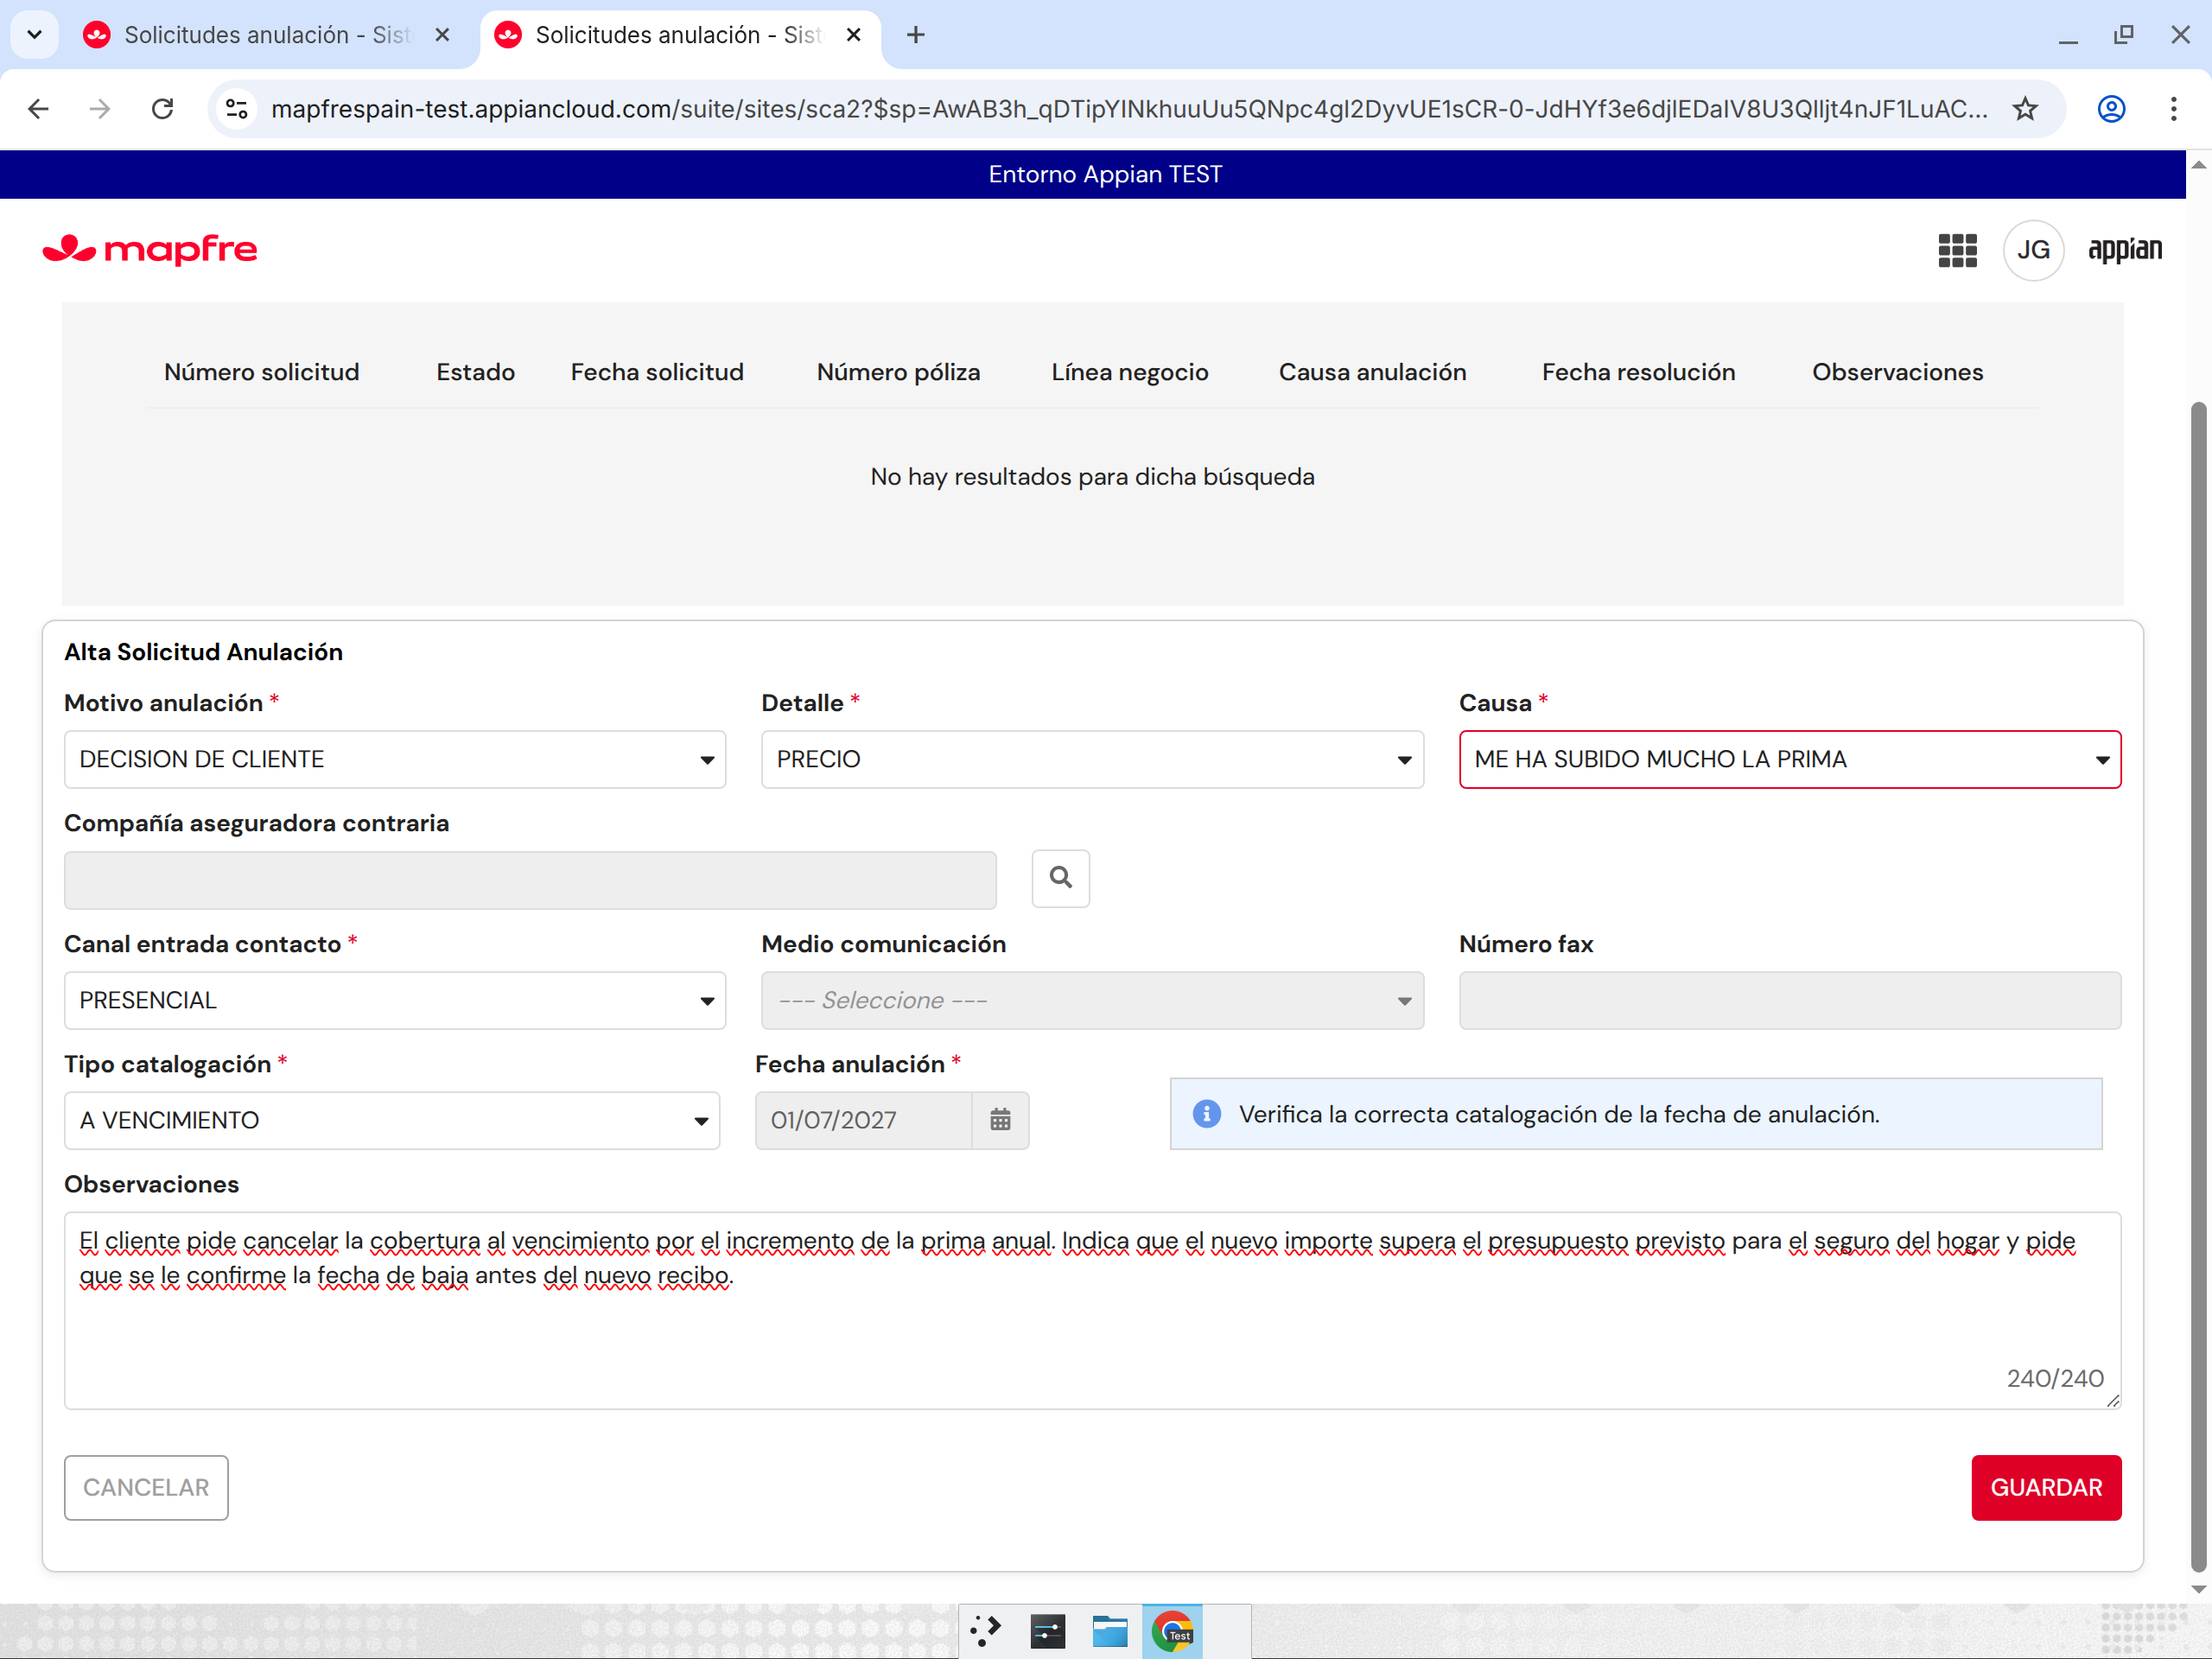 Solicitudes anulación - Sist
Solicitudes anulación - Sist
mapfrespain-test.appiancloud.com/suite/sites/sca2?$sp=AwAB3h_qDTipYINkhuuUu5QNpc4gl2DyvUE1sCR-0-JdHYf3e6djlEDaIV8U3Qlljt4nJF1LuAC...
Entorno Appian TEST
mapfre
JG
appian
Número solicitud Estado Fecha solicitud Número póliza Línea negocio Causa anulación Fecha resolución Observaciones
No hay resultados para dicha búsqueda
Alta Solicitud Anulación
Motivo anulación * Detalle * Causa *
DECISION DE CLIENTE PRECIO ME HA SUBIDO MUCHO LA PRIMA
Compañía aseguradora contraria
Canal entrada contacto * Medio comunicación Número fax
PRESENCIAL --- Seleccione ---
Tipo catalogación * Fecha anulación *
A VENCIMIENTO 01/07/2027 Verifica la correcta catalogación de la fecha de anulación.
Observaciones
El cliente pide cancelar la cobertura al vencimiento por el incremento de la prima anual. Indica que el nuevo importe supera el presupuesto previsto para el seguro del hogar y pide
que se le confirme la fecha de baja antes del nuevo recibo.
240/240
CANCELAR GUARDAR
Test